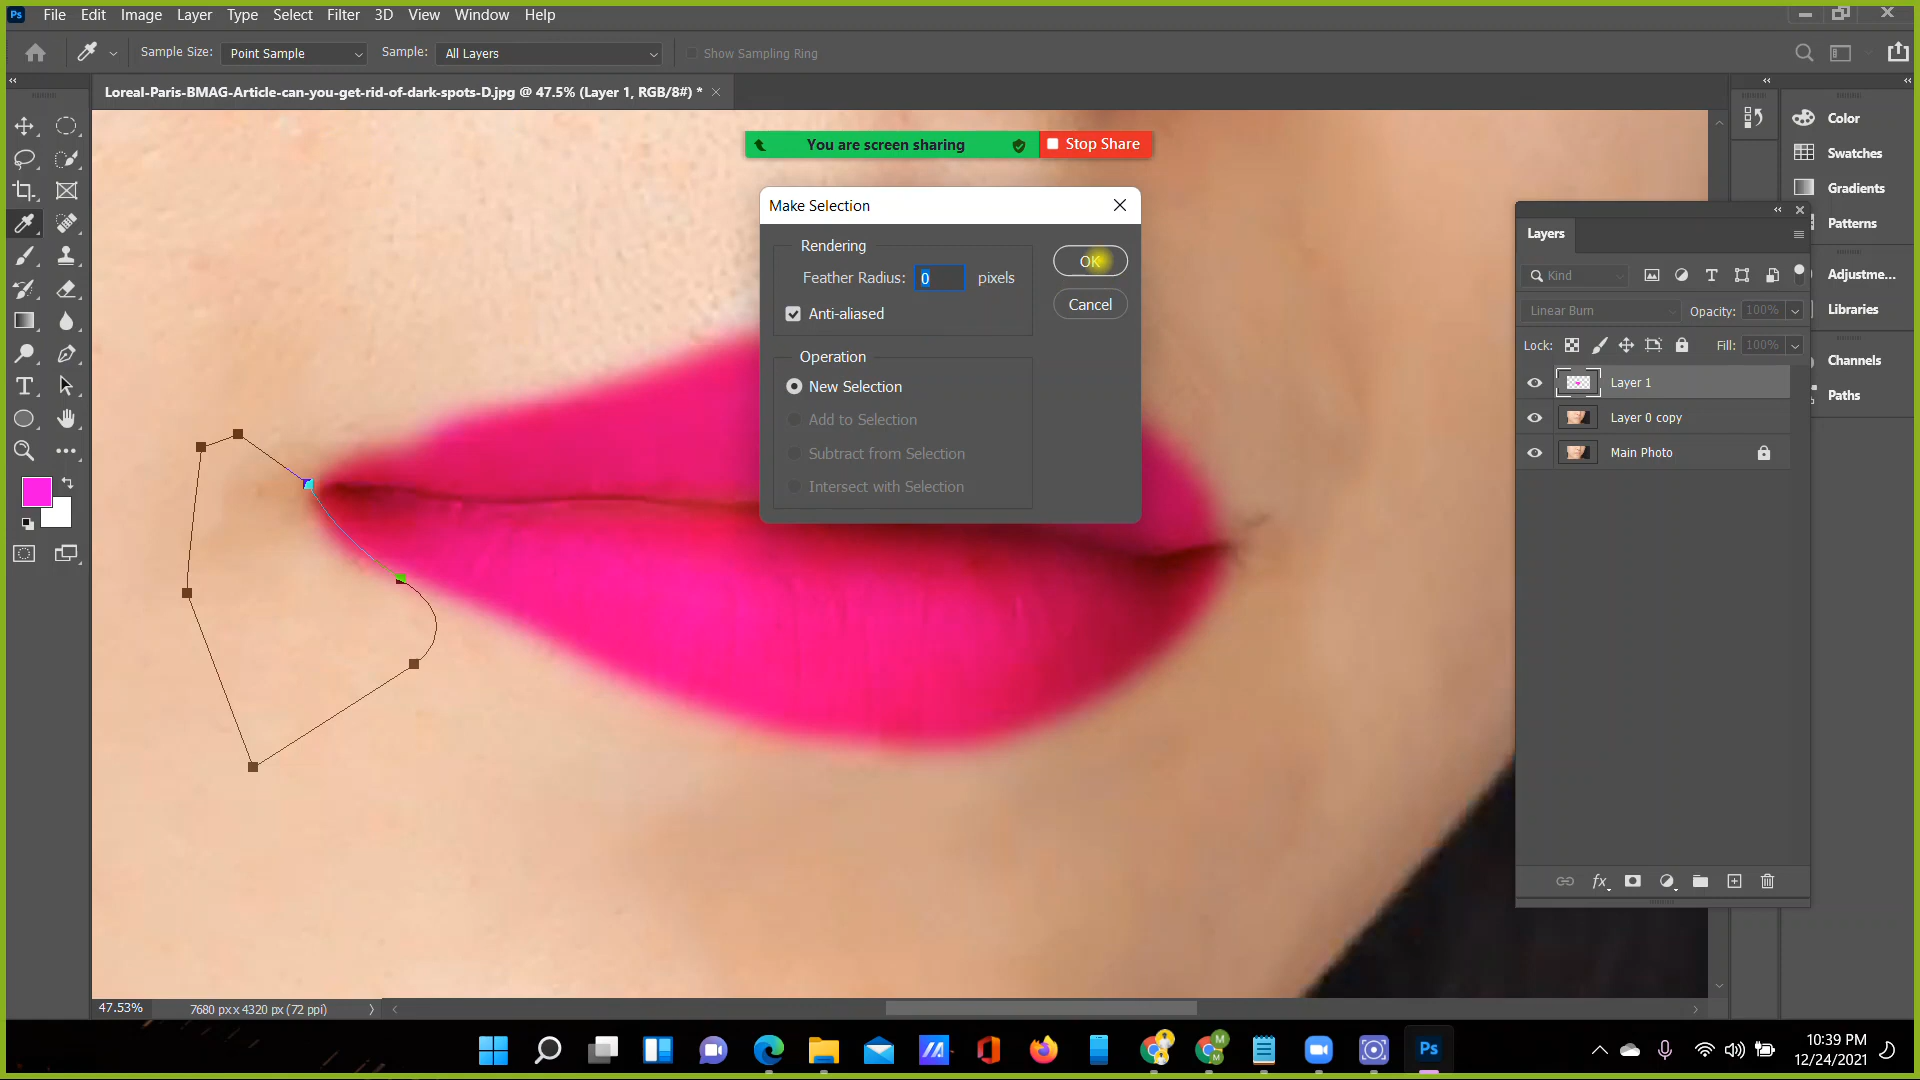 Ps File Edit Image Layer Type Select Filter 3D View Window Help
Sample Size: Point Sample Sample: All Layers Show Sampling Ring
Loreal-Paris-BMAG-Article-can-you-get-rid-of-dark-spots-D.jpg @ 47.5% (Layer 1, RGB/8#) *
You are screen sharing Stop Share
Make Selection
Rendering
Feather Radius: 0 pixels
Anti-aliased
OK
Cancel
Operation
New Selection
Add to Selection
Subtract from Selection
Intersect with Selection
Color
Swatches
Gradients
Patterns
Adjustme...
Libraries
Channels
Paths
Layers
Kind
Linear Burn Opacity: 100%
Lock: Fill: 100%
Layer 1
Layer 0 copy
Main Photo
fx
47.53% 7680 px x 4320 px (72 ppi)
Ps
10:39 PM
12/24/2021